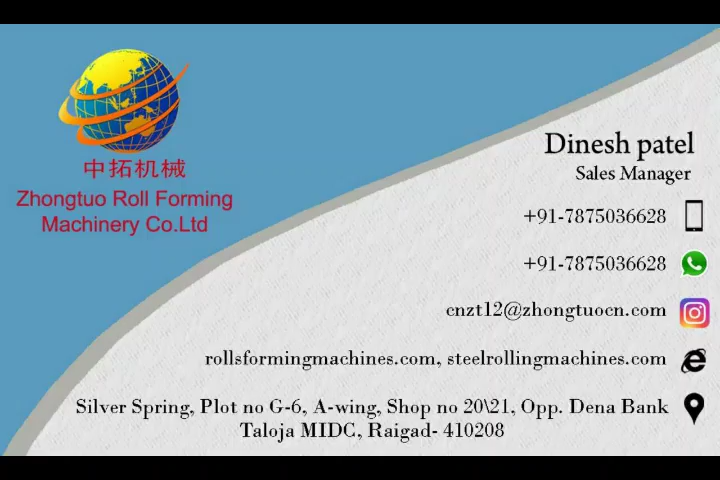 中拓机械
Zhongtuo Roll Forming
Machinery Co.Ltd
Dinesh patel
Sales Manager
+91-7875036628
+91-7875036628
cnzt12@zhongtuocn.com
rollsformingmachines.com, steelrollingmachines.com
Silver Spring, Plot no G-6, A-wing, Shop no 20\21, Opp. Dena Bank
Taloja MIDC, Raigad- 410208